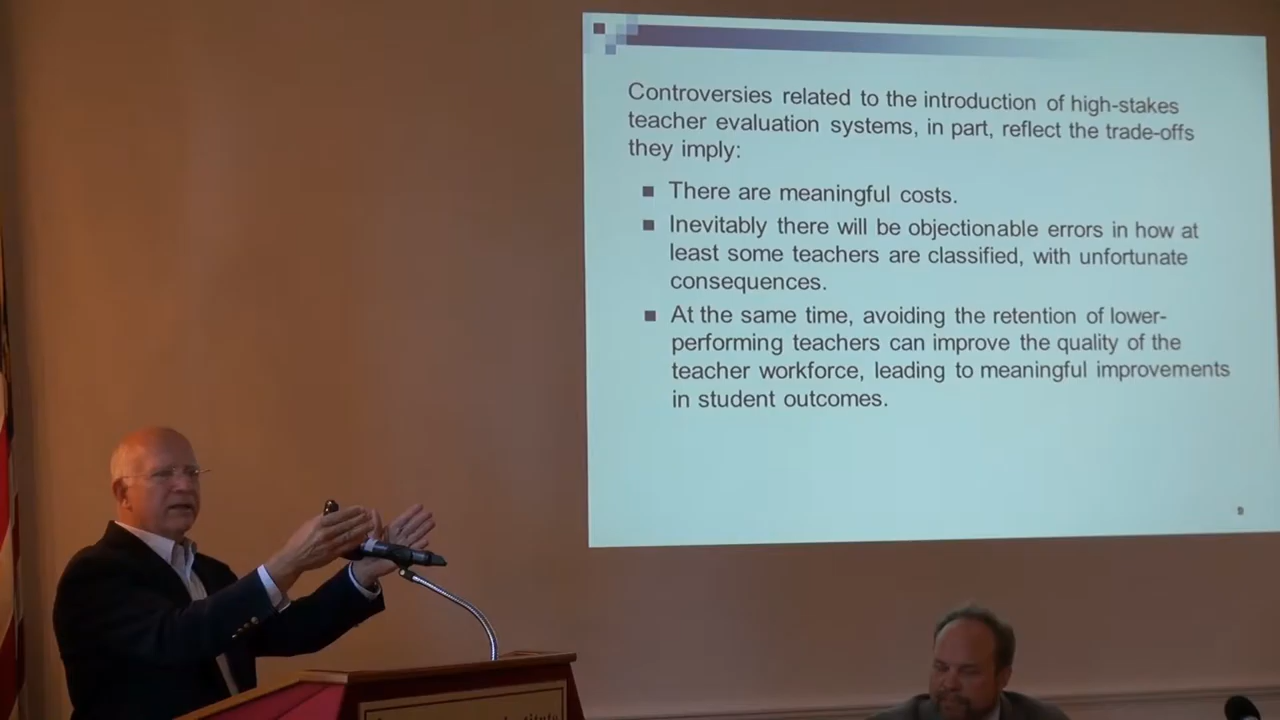 Controversies related to the introduction of high-stakes
teacher evaluation systems, in part, reflect the trade-offs
they imply:
■ There are meaningful costs.
■ Inevitably there will be objectionable errors in how at
least some teachers are classified, with unfortunate
consequences.
■ At the same time, avoiding the retention of lower-
performing teachers can improve the quality of the
teacher workforce, leading to meaningful improvements
in student outcomes.
9